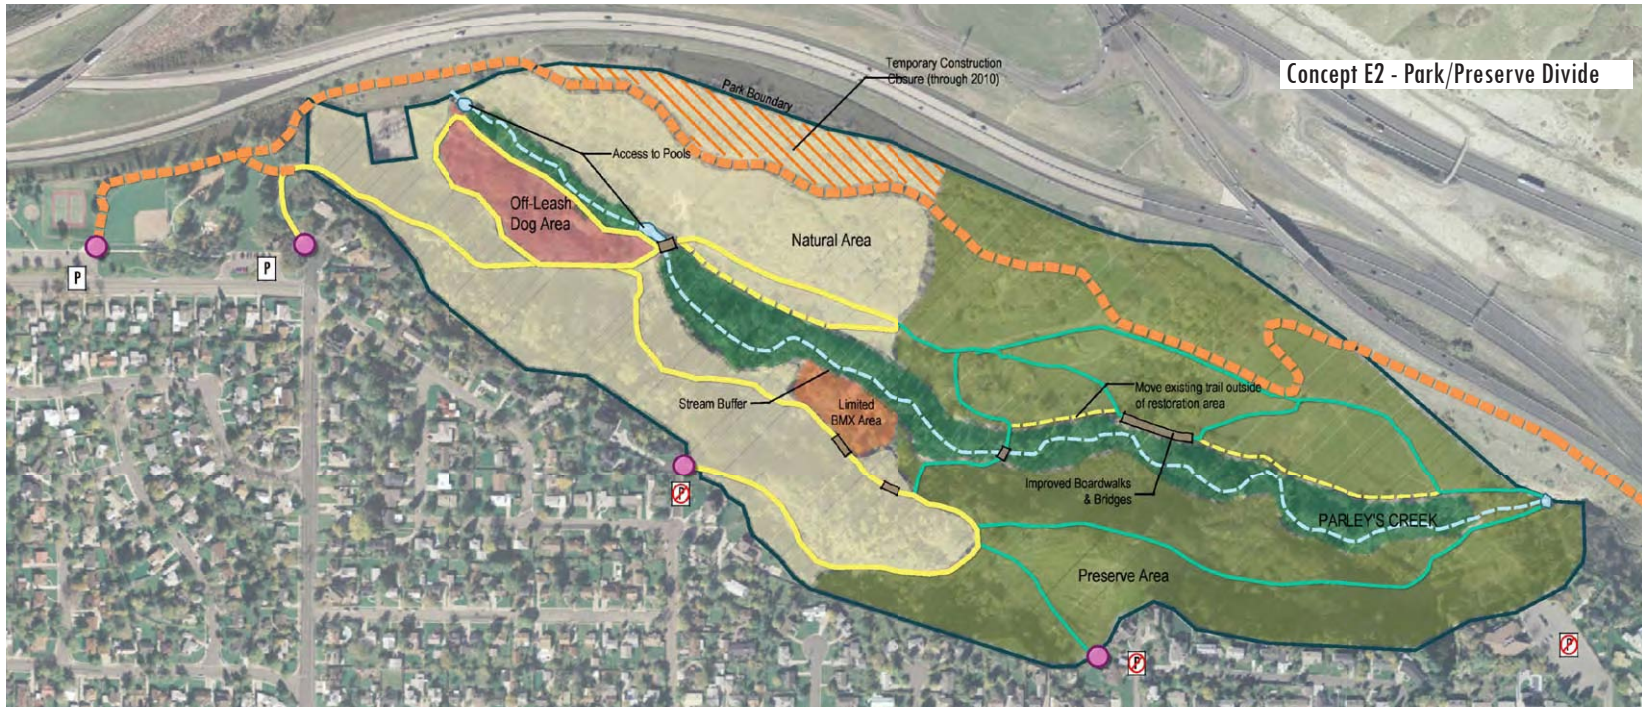 Concept E2 - Park/Preserve Divide
Temporary Construction
Closure (through 2010)
Park Boundary
Access to Pools
Off-Leash
Dog Area
Natural Area
P
P
Move existing trail outside
of restoration area
Stream Buffer
Limited
BMX Area
Improved Boardwalks
& Bridges
P
PARLEY'S CREEK
Preserve Area
P
P